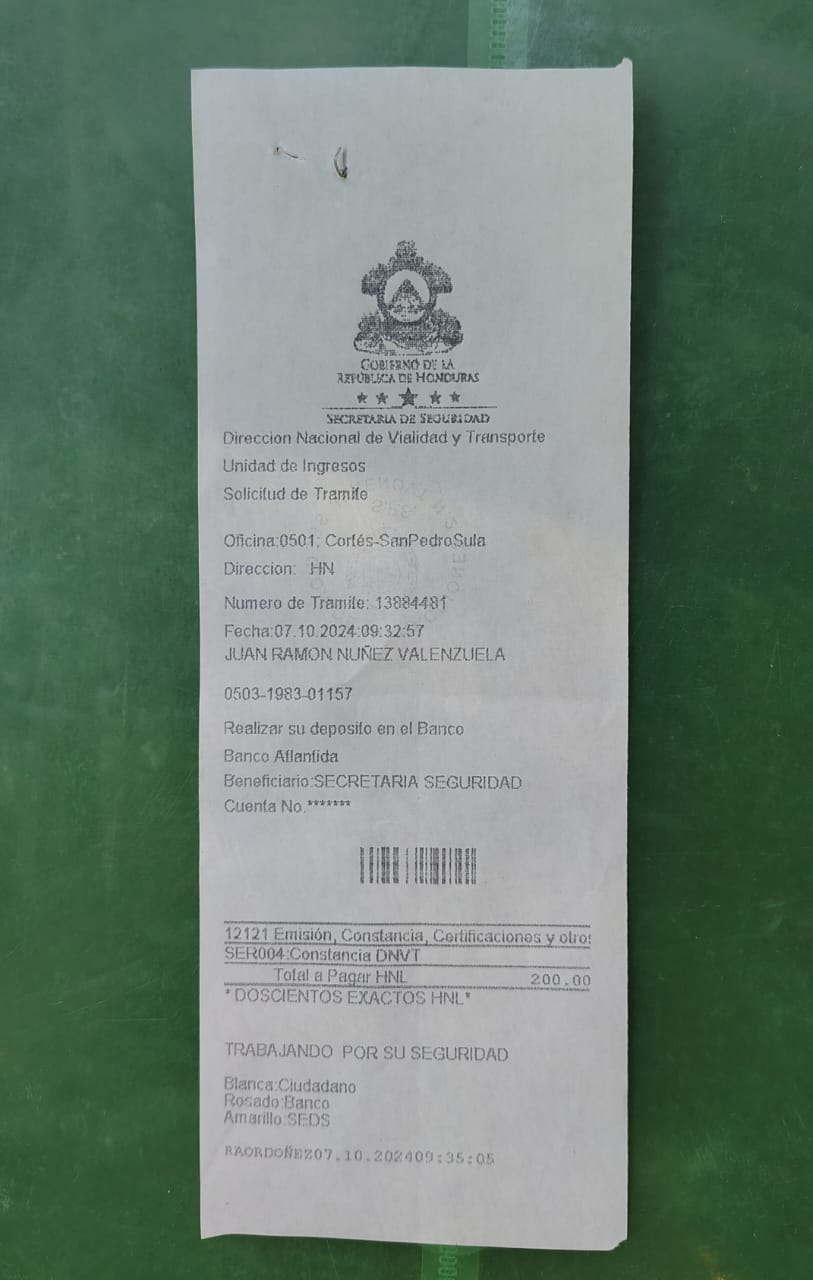 GOBIERNO DE LA
REPÚBLICA DE HONDURAS
SECRETARIA DE SEGURIDAD
Direccion Nacional de Vialidad y Transporte
Unidad de Ingresos
Solicitud de Tramite
Oficina:0501: Cortés-SanPedroSula
Direccion: HN
Numero de Tramite: 13884481
Fecha:07.10.2024:09:32:57
JUAN RAMON NUÑEZ VALENZUELA
0503-1983-01157
Realizar su deposito en el Banco
Banco Atlantida
Beneficiario:SECRETARIA SEGURIDAD
Cuenta No.*******
12121 Emisión, Constancia, Certificaciones y otros
SER004:Constancia DNVT
Total a Pagar HNL 200.00
* DOSCIENTOS EXACTOS HNL*
TRABAJANDO POR SU SEGURIDAD
Blanca:Ciudadano
Rosado:Banco
Amarillo:SEDS
RAORDOÑEZ07.10.202409:35:05